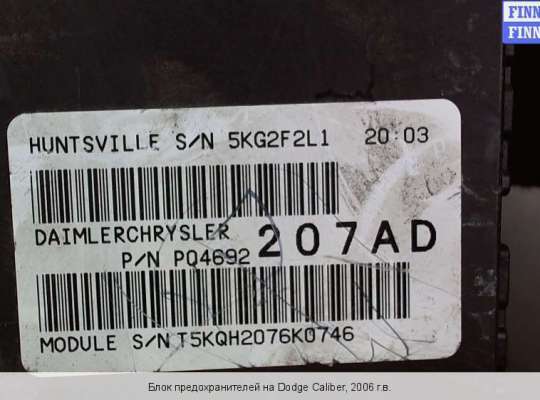 FINN
FINN
HUNTSVILLE S/N 5KG2F2L1 20:03
DAIMLERCHRYSLER
P/N PQ4692 207AD
MODULE S/N T5KQH2076K0746
Блок предохранителей на Dodge Caliber, 2006 г.в.